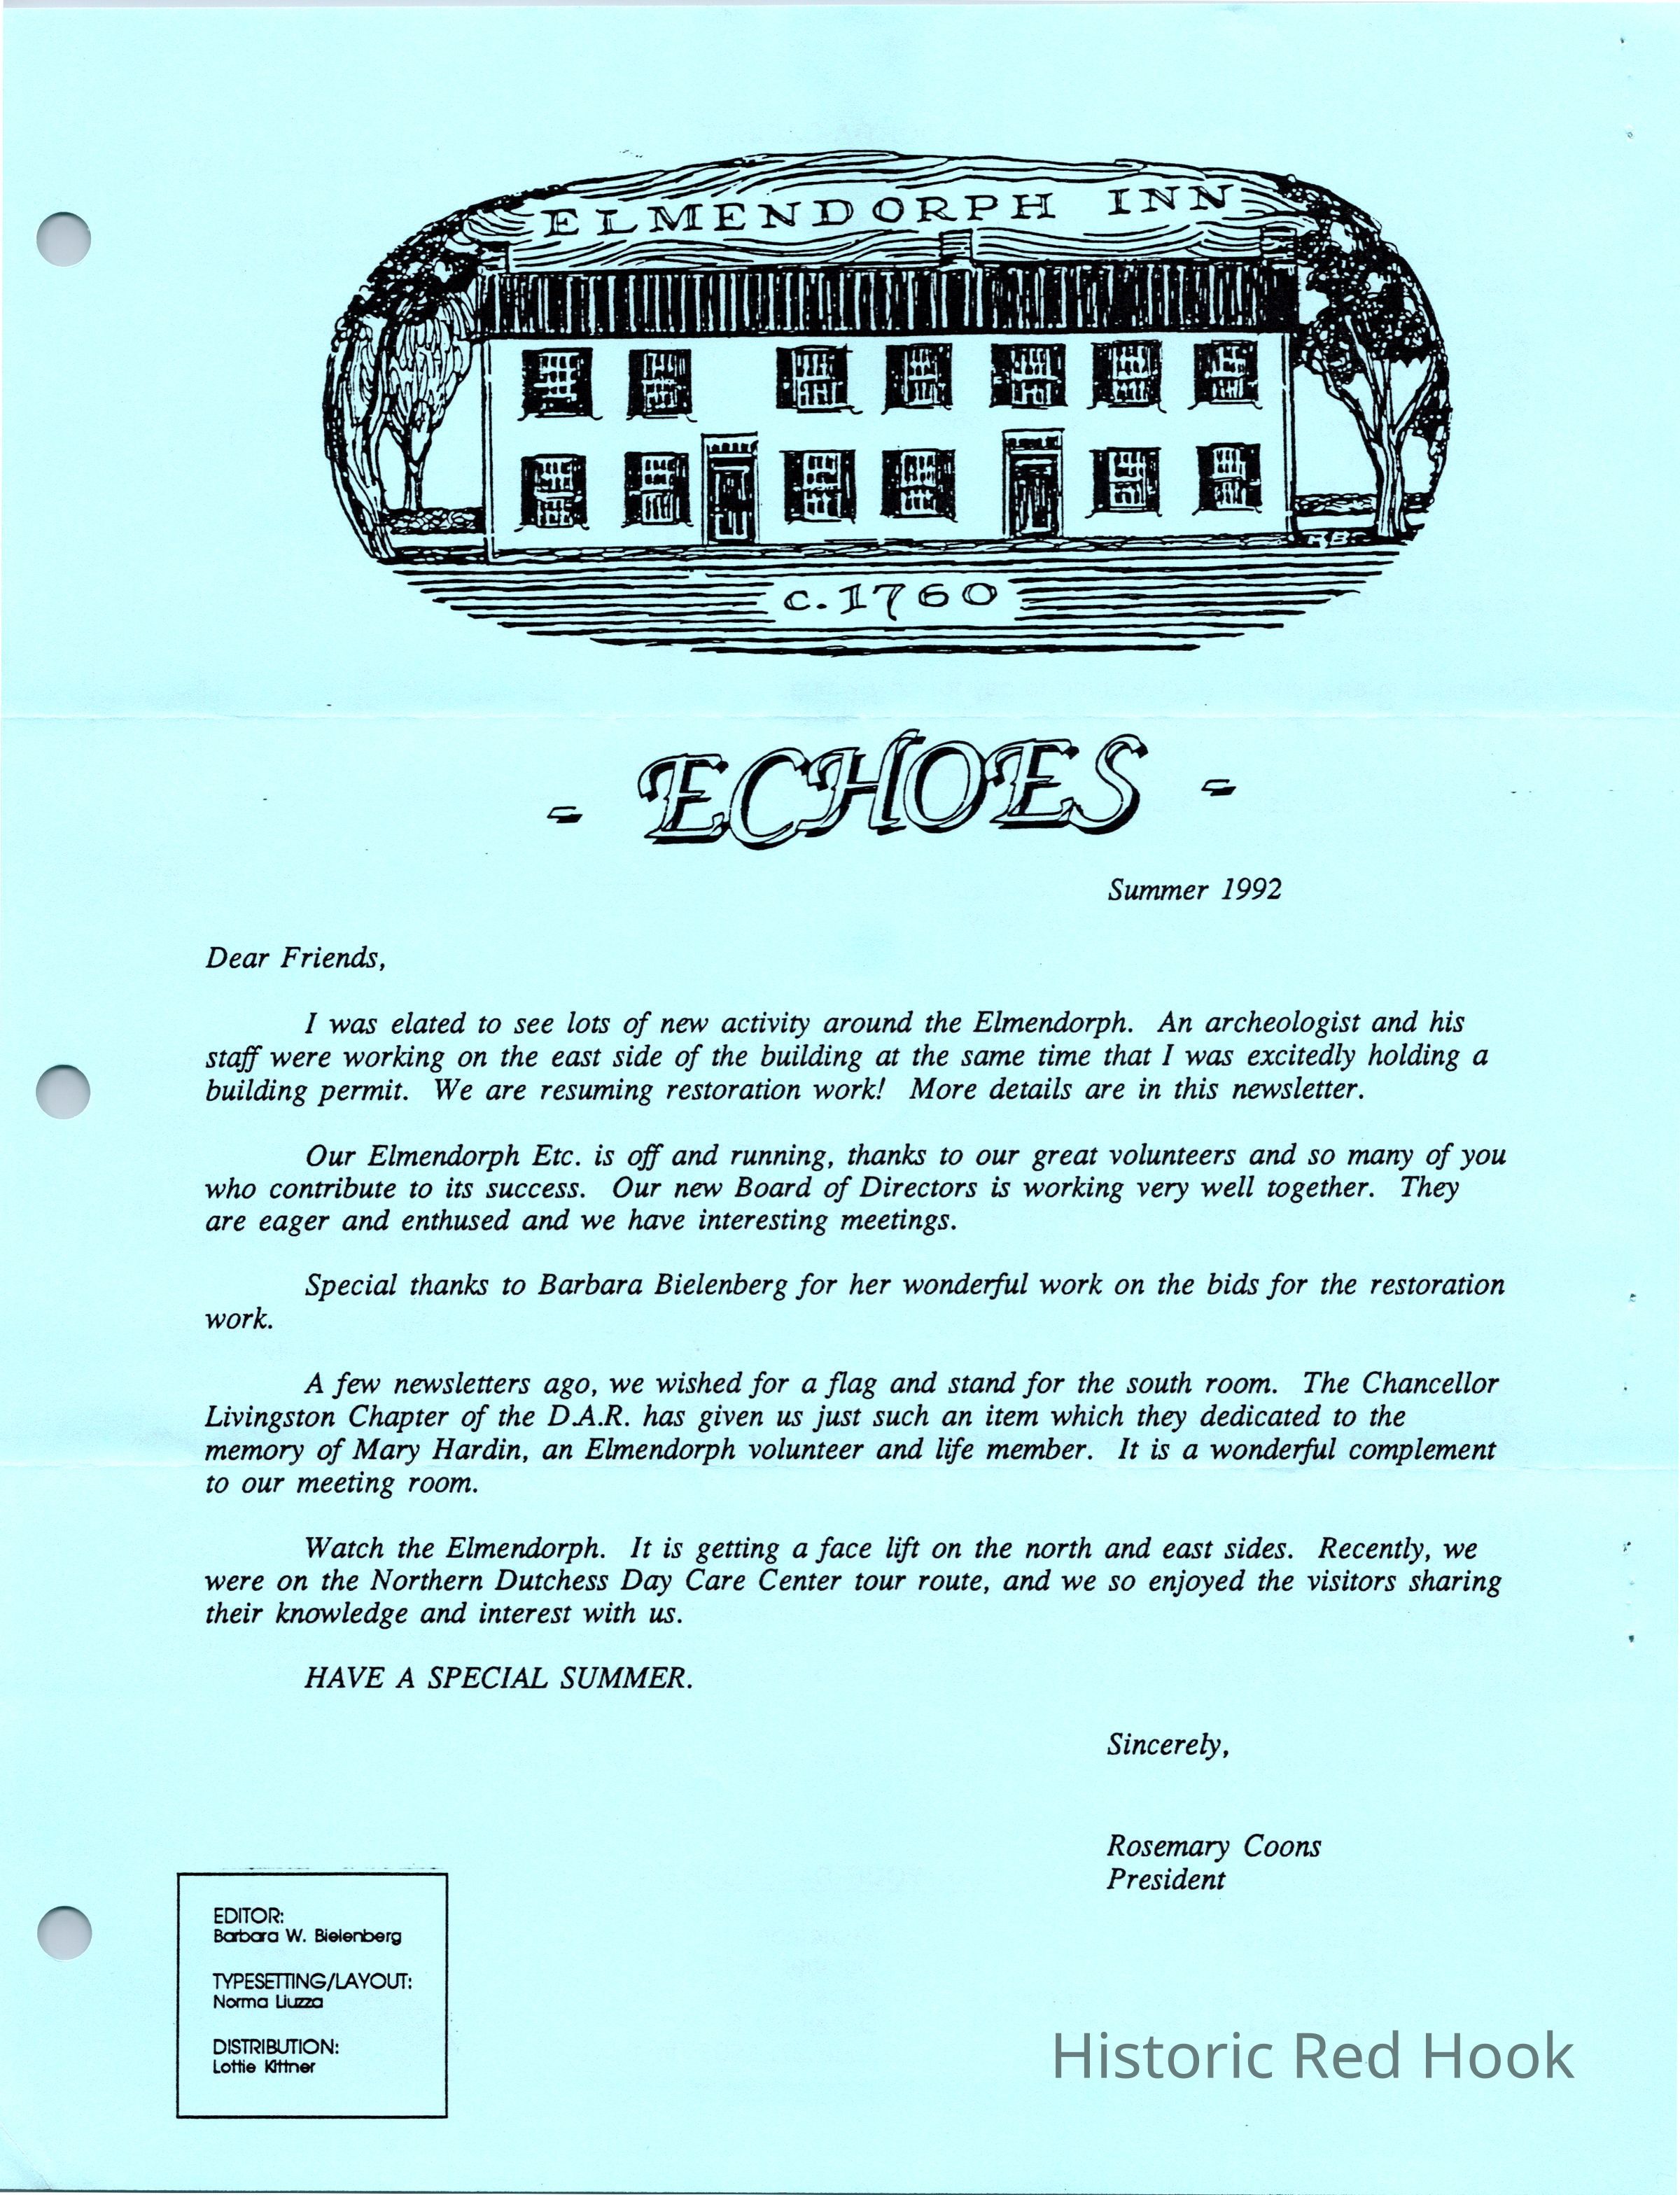 ELMENDORPH INN
c.1760
- ECHOES -
Summer 1992
Dear Friends,
I was elated to see lots of new activity around the Elmendorph. An archeologist and his
staff were working on the east side of the building at the same time that I was excitedly holding a
building permit. We are resuming restoration work! More details are in this newsletter.
Our Elmendorph Etc. is off and running, thanks to our great volunteers and so many of you
who contribute to its success. Our new Board of Directors is working very well together. They
are eager and enthused and we have interesting meetings.
Special thanks to Barbara Bielenberg for her wonderful work on the bids for the restoration
work.
A few newsletters ago, we wished for a flag and stand for the south room. The Chancellor
Livingston Chapter of the D.A.R. has given us just such an item which they dedicated to the
memory of Mary Hardin, an Elmendorph volunteer and life member. It is a wonderful complement
to our meeting room.
Watch the Elmendorph. It is getting a face lift on the north and east sides. Recently, we
were on the Northern Dutchess Day Care Center tour route, and we so enjoyed the visitors sharing
their knowledge and interest with us.
HAVE A SPECIAL SUMMER.
Sincerely,
Rosemary Coons
President
EDITOR:
Barbara W. Bielenberg
TYPESETTING/LAYOUT:
Norma Liuzza
DISTRIBUTION:
Lottie Kittner
Historic Red Hook